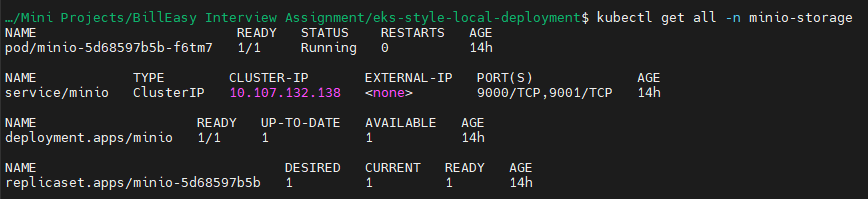 …/Mini Projects/BillEasy Interview Assignment/eks-style-local-deployment$ kubectl get all -n minio-storage
NAME                         READY   STATUS    RESTARTS   AGE
pod/minio-5d68597b5b-f6tm7   1/1     Running   0          14h

NAME            TYPE        CLUSTER-IP       EXTERNAL-IP   PORT(S)             AGE
service/minio   ClusterIP   10.107.132.138   <none>        9000/TCP,9001/TCP   14h

NAME                    READY   UP-TO-DATE   AVAILABLE   AGE
deployment.apps/minio   1/1     1            1           14h

NAME                               DESIRED   CURRENT   READY   AGE
replicaset.apps/minio-5d68597b5b   1         1         1       14h